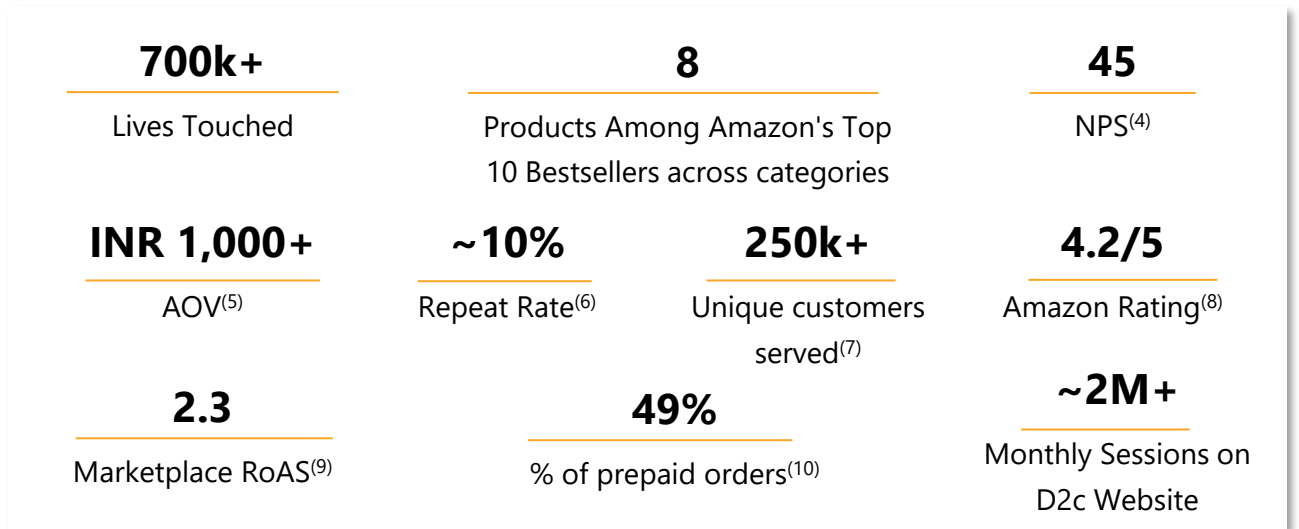 700k+
Lives Touched
8
Products Among Amazon's Top
10 Bestsellers across categories
45
NPS(4)
INR 1,000+
AOV(5)
~10%
Repeat Rate(6)
250k+
Unique customers
served(7)
4.2/5
Amazon Rating(8)
2.3
Marketplace RoAS(9)
49%
% of prepaid orders(10)
~2M+
Monthly Sessions on
D2c Website